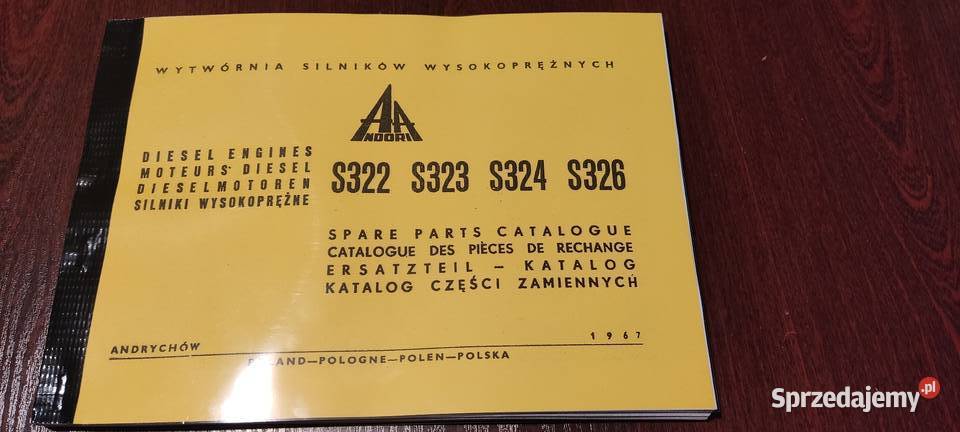 WYTWÓRNIA SILNIKÓW WYSOKOPRĘŻNYCH
ANDORIA
DIESEL ENGINES
MOTEURS DIESEL
DIESELMOTOREN
SILNIKI WYSOKOPRĘŻNE
S322 S323 S324 S326
SPARE PARTS CATALOGUE
CATALOGUE DES PIÈCES DE RECHANGE
ERSATZTEIL – KATALOG
KATALOG CZĘŚCI ZAMIENNYCH
ANDRYCHÓW
1967
POLAND—POLOGNE—POLEN—POLSKA
Sprzedajemy.pl